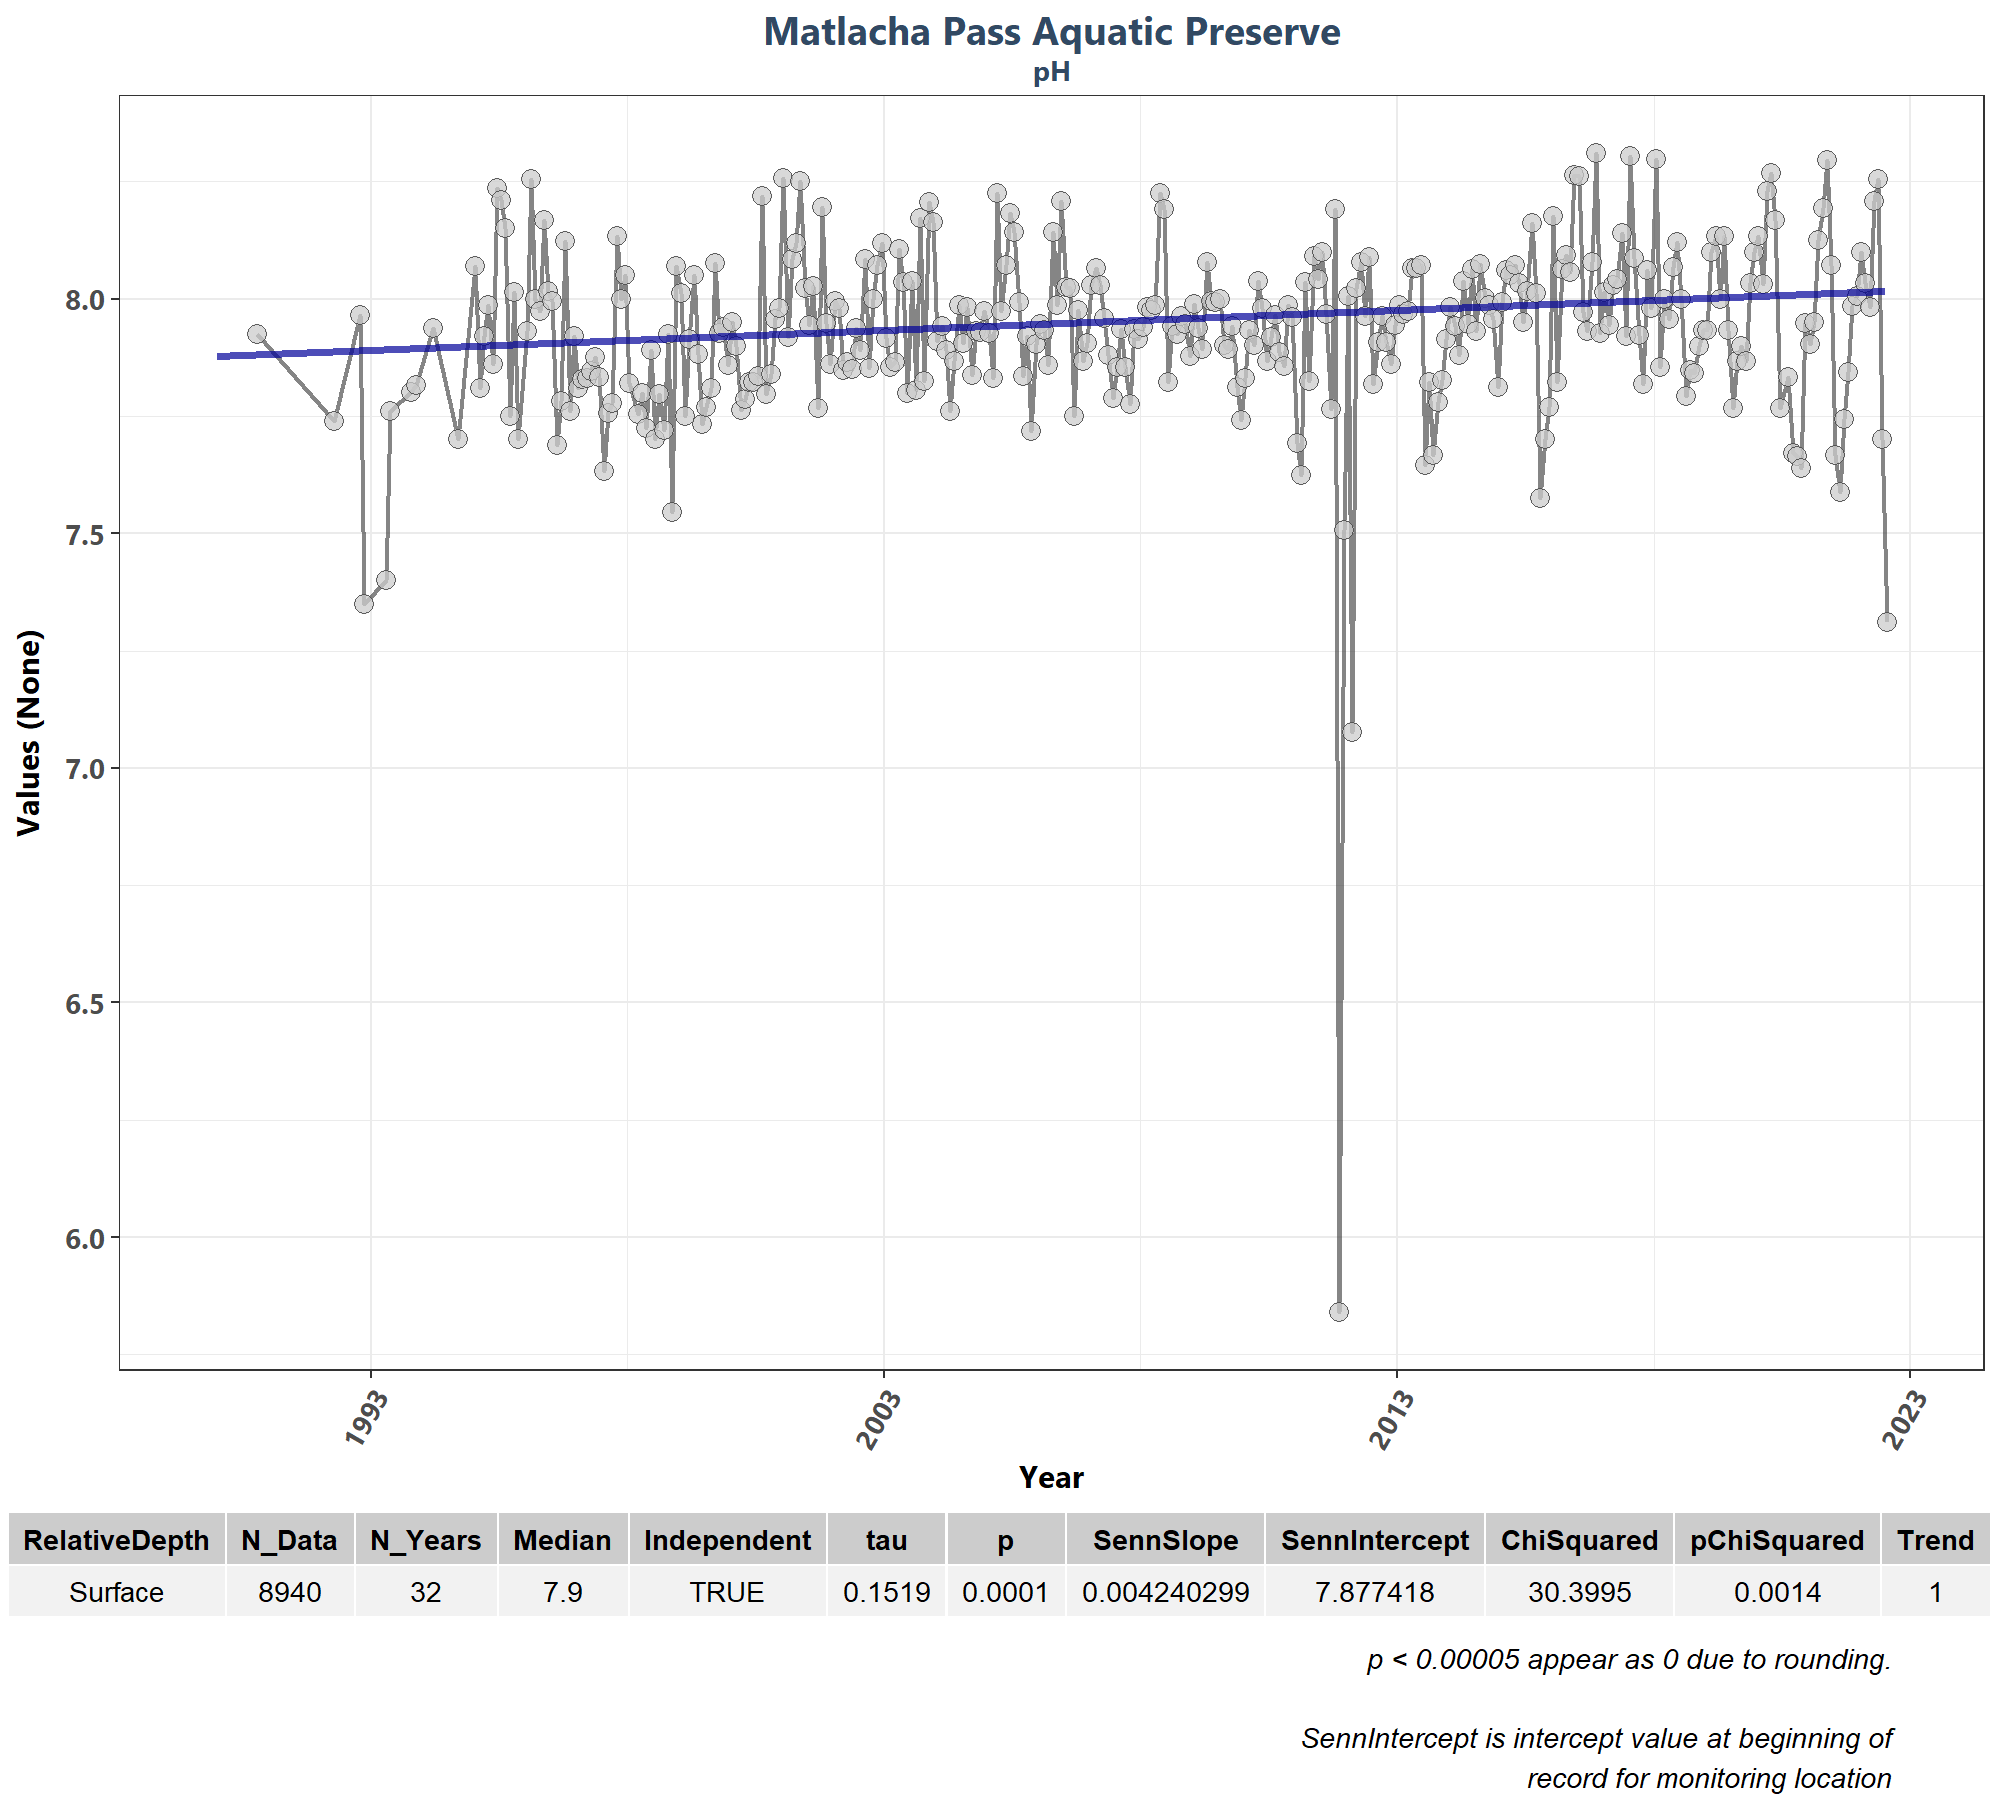 Matlacha Pass Aquatic Preserve
pH
Values (None)
8.0
7.5
7.0
6.5
6.0
1993 2003 2013 2023
Year
RelativeDepth N_Data N_Years Median Independent tau p SennSlope SennIntercept ChiSquared pChiSquared Trend
Surface 8940 32 7.9 TRUE 0.1519 0.0001 0.004240299 7.877418 30.3995 0.0014 1
p < 0.00005 appear as 0 due to rounding.
SennIntercept is intercept value at beginning of
record for monitoring location